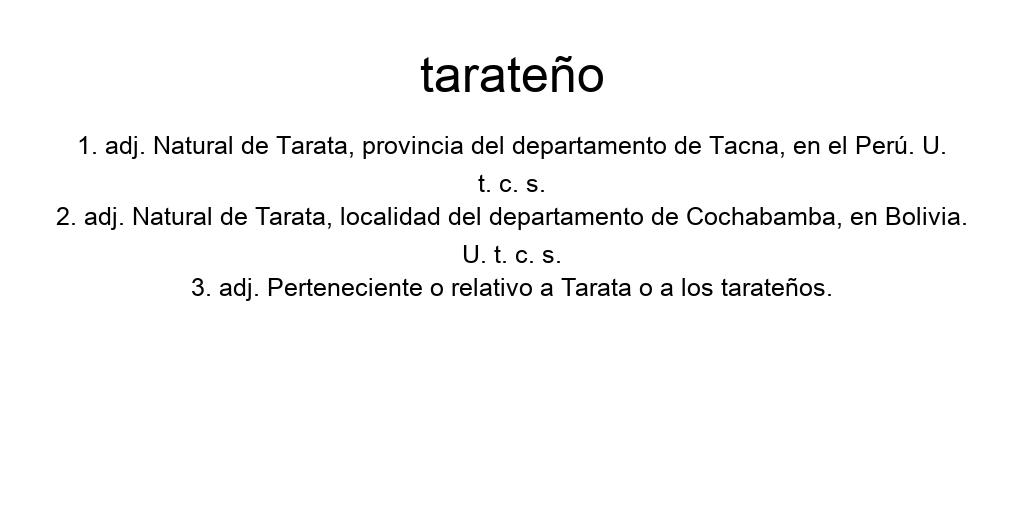 tarateño
1. adj. Natural de Tarata, provincia del departamento de Tacna, en el Perú. U.
t. c. s.
2. adj. Natural de Tarata, localidad del departamento de Cochabamba, en Bolivia.
U. t. c. s.
3. adj. Perteneciente o relativo a Tarata o a los tarateños.